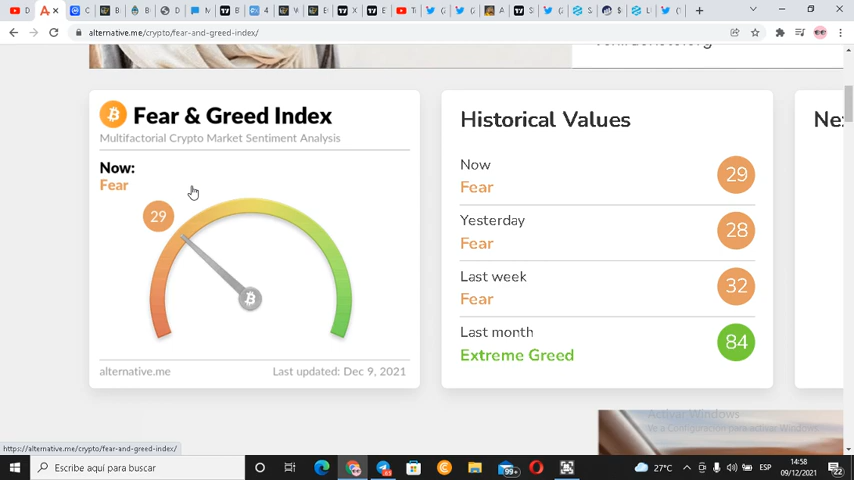 alternative.me/crypto/fear-and-greed-index/
Fear & Greed Index
Multifactorial Crypto Market Sentiment Analysis
Now:
Fear
29
alternative.me
Last updated: Dec 9, 2021
Historical Values
Now
Fear
29
Yesterday
Fear
28
Last week
Fear
32
Last month
Extreme Greed
84
Activar Windows
Ve a Configuración para activar Windows.
https://alternative.me/crypto/fear-and-greed-index/
Escribe aquí para buscar
99+
27°C
ESP
14:58
09/12/2021
22